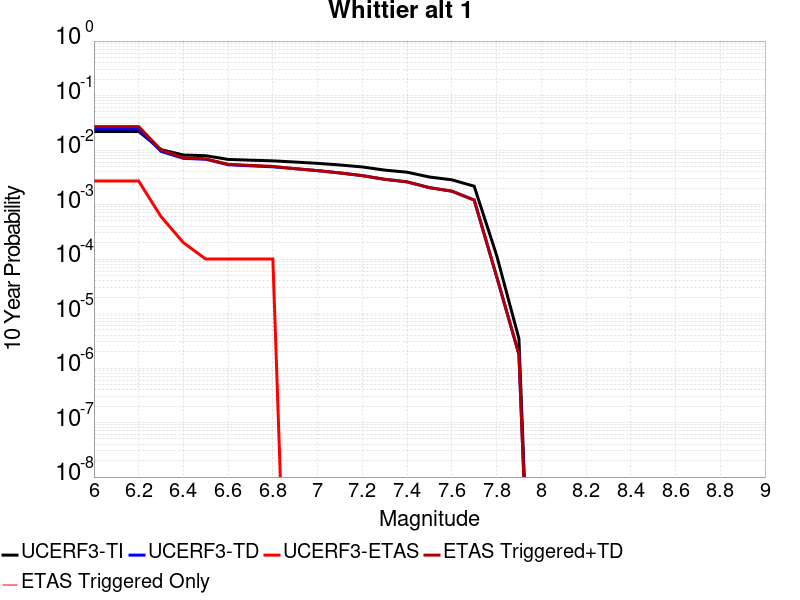 Whittier alt 1
10^0
10^-1
10^-2
10^-3
10^-4
10^-5
10^-6
10^-7
10^-8
10 Year Probability
6 6.2 6.4 6.6 6.8 7 7.2 7.4 7.6 7.8 8 8.2 8.4 8.6 8.8 9
Magnitude
UCERF3-TI UCERF3-TD UCERF3-ETAS ETAS Triggered+TD
ETAS Triggered Only